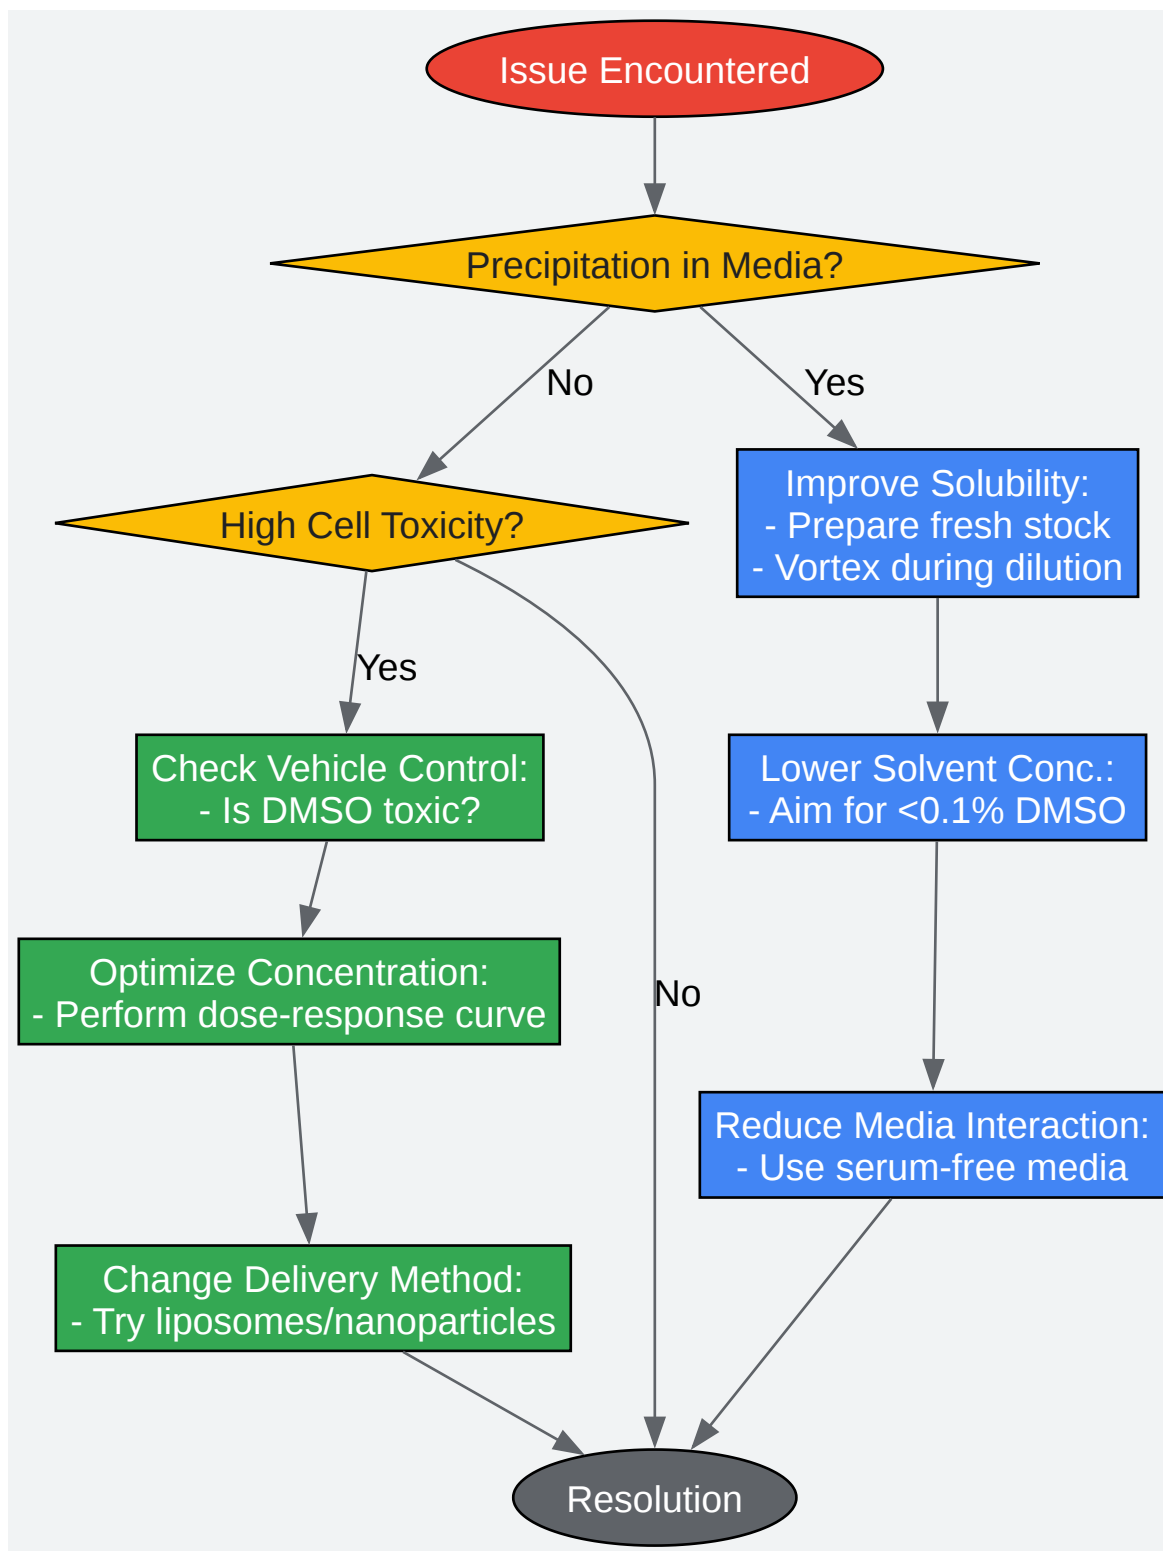 Issue Encountered
Precipitation in Media?
No
Yes
High Cell Toxicity?
Improve Solubility:
- Prepare fresh stock
- Vortex during dilution
Yes
Check Vehicle Control:
- Is DMSO toxic?
Lower Solvent Conc.:
- Aim for <0.1% DMSO
Optimize Concentration:
- Perform dose-response curve
No
Reduce Media Interaction:
- Use serum-free media
Change Delivery Method:
- Try liposomes/nanoparticles
Resolution